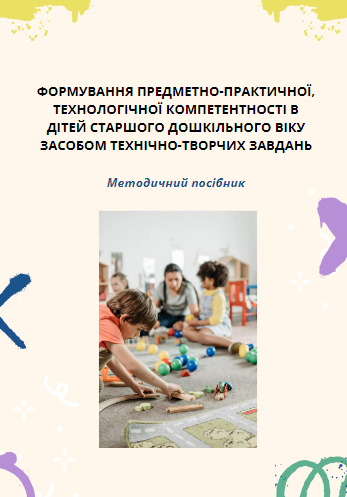 ФОРМУВАННЯ ПРЕДМЕТНО-ПРАКТИЧНОЇ,
ТЕХНОЛОГІЧНОЇ КОМПЕТЕНТНОСТІ В
ДІТЕЙ СТАРШОГО ДОШКІЛЬНОГО ВІКУ
ЗАСОБОМ ТЕХНІЧНО-ТВОРЧИХ ЗАВДАНЬ
Методичний посібник